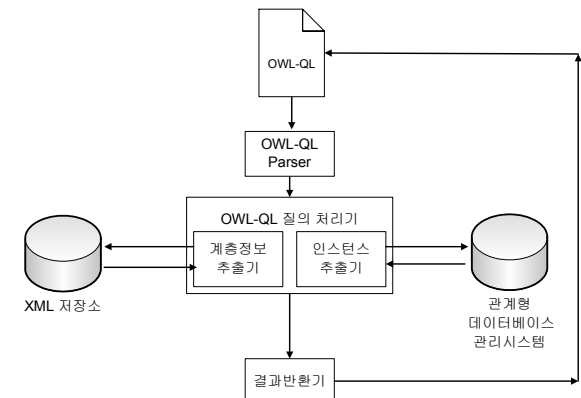 OWL-QL
OWL-QL
Parser
OWL-QL 질의 처리기
계층정보
추출기
인스턴스
추출기
XML 저장소
관계형
데이터베이스
관리시스템
결과반환기